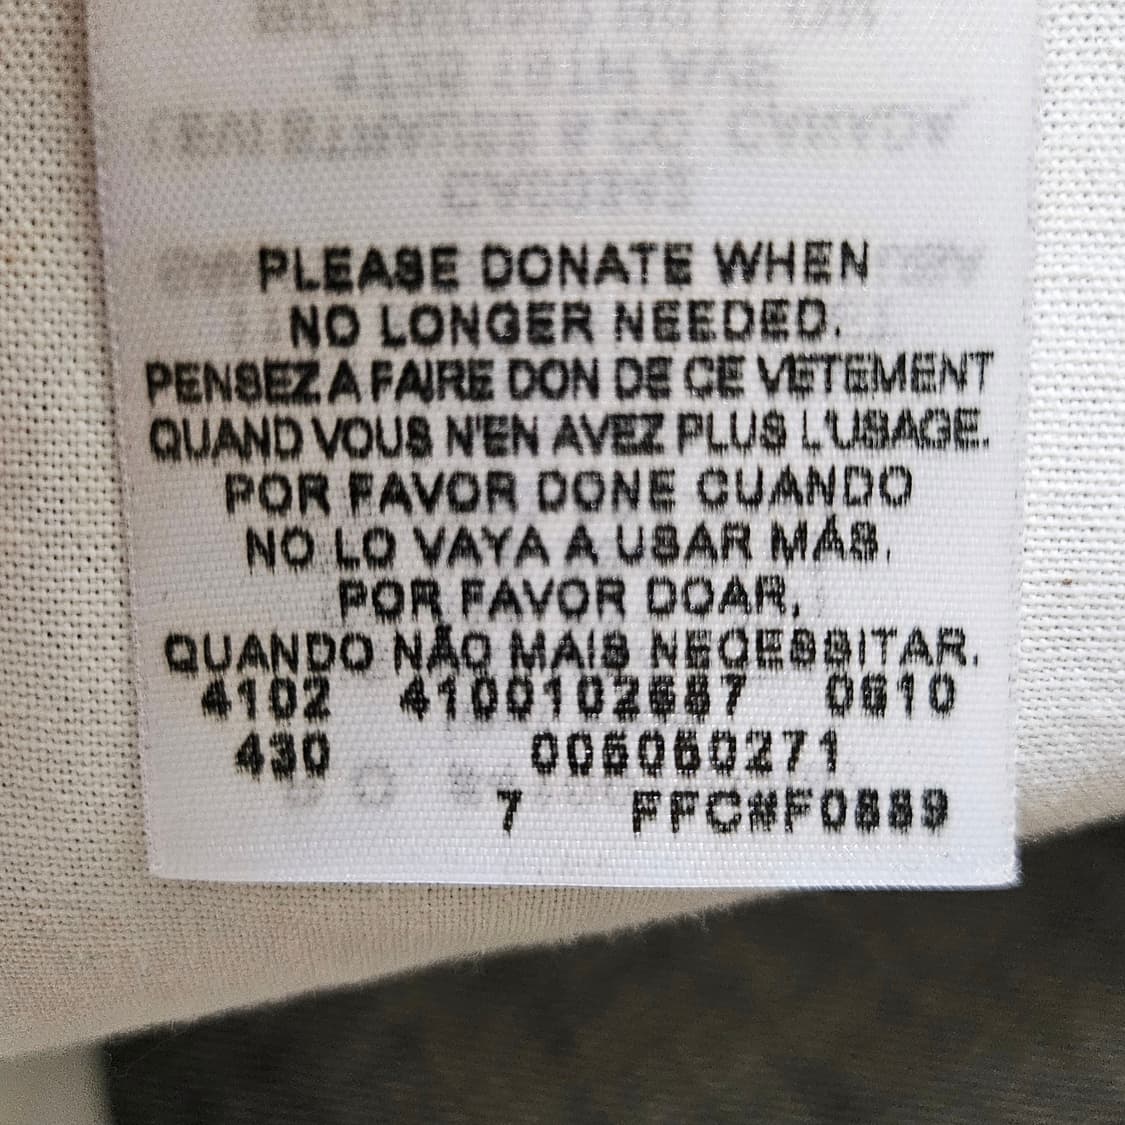 PLEASE DONATE WHEN
NO LONGER NEEDED.
PENSEZ A FAIRE DON DE CE VETEMENT
QUAND VOUS N'EN AVEZ PLUS L'USAGE.
POR FAVOR DONE CUANDO
NO LO VAYA A USAR MÁS.
POR FAVOR DOAR,
QUANDO NÃO MAIS NECESSITAR.
4102 4100102687 0610
430 006060271
7 FFC#F0889